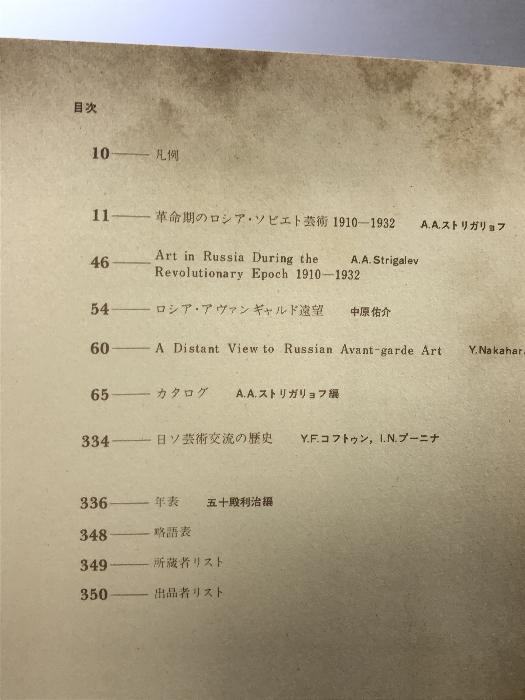 目次
10 —— 凡例
11 —— 革命期のロシア・ソビエト芸術 1910—1932 A.A.ストリガリョフ
46 —— Art in Russia During the A.A.Strigalev
Revolutionary Epoch 1910—1932
54 —— ロシア・アヴァンギャルド遠望 中原佑介
60 —— A Distant View to Russian Avant-garde Art Y.Nakahara
65 —— カタログ A.A.ストリガリョフ編
334 —— 日ソ芸術交流の歴史 Y.F.コフトゥン, I.N.プーニナ
336 —— 年表 五十殿利治編
348 —— 略語表
349 —— 所蔵者リスト
350 —— 出品者リスト